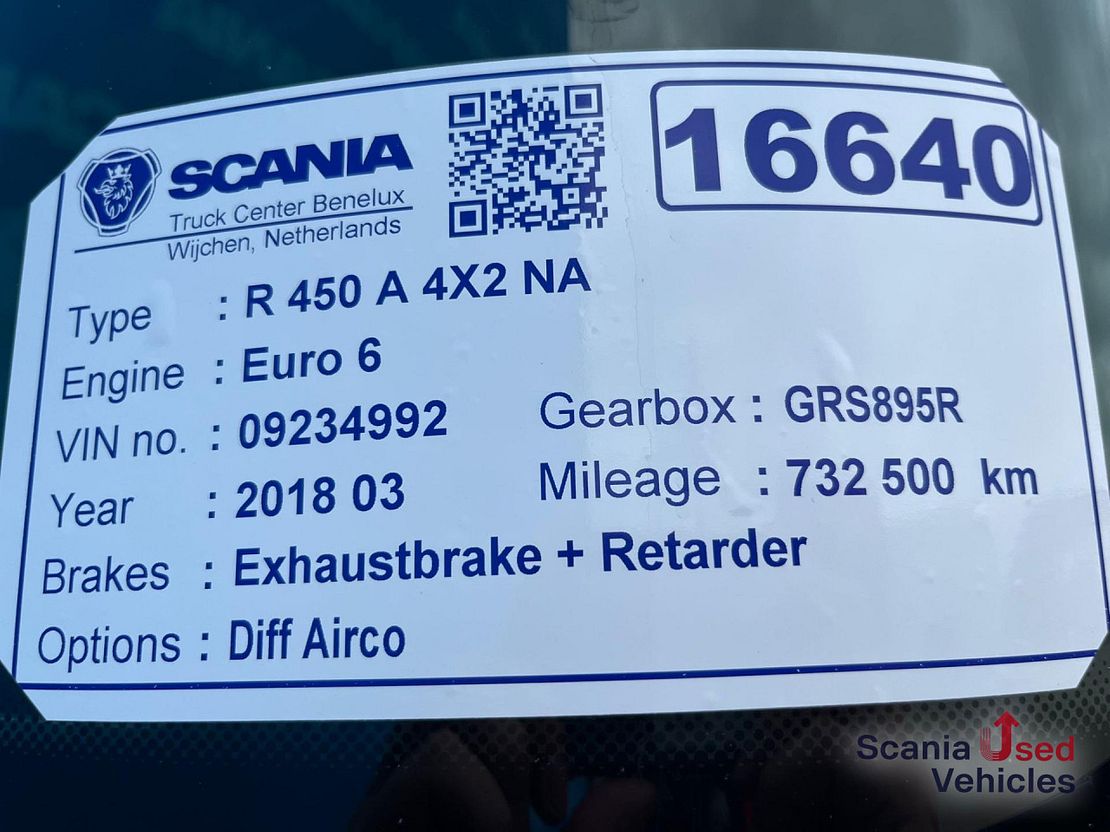 SCANIA
Truck Center Benelux
Wijchen, Netherlands
16640
Type : R 450 A 4X2 NA
Engine : Euro 6
VIN no. : 09234992
Gearbox : GRS895R
Year : 2018 03
Mileage : 732 500 km
Brakes : Exhaustbrake + Retarder
Options : Diff Airco
Scania Used
Vehicles